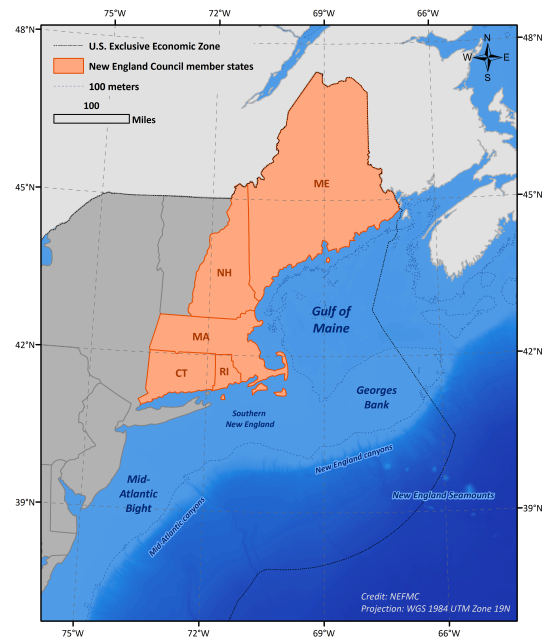 75°W
72°W
69°W
66°W
48°N
48°N
U.S. Exclusive Economic Zone
New England Council member states
100 meters
100
Miles
N
W
E
S
ME
45°N
45°N
NH
Gulf of
Maine
MA
42°N
42°N
CT
RI
Georges
Bank
Southern
New England
New England canyons
Mid-
Atlantic
Bight
New England Seamounts
39°N
39°N
Mid-Atlantic canyons
Credit: NEFMC
Projection: WGS 1984 UTM Zone 19N
75°W
72°W
69°W
66°W